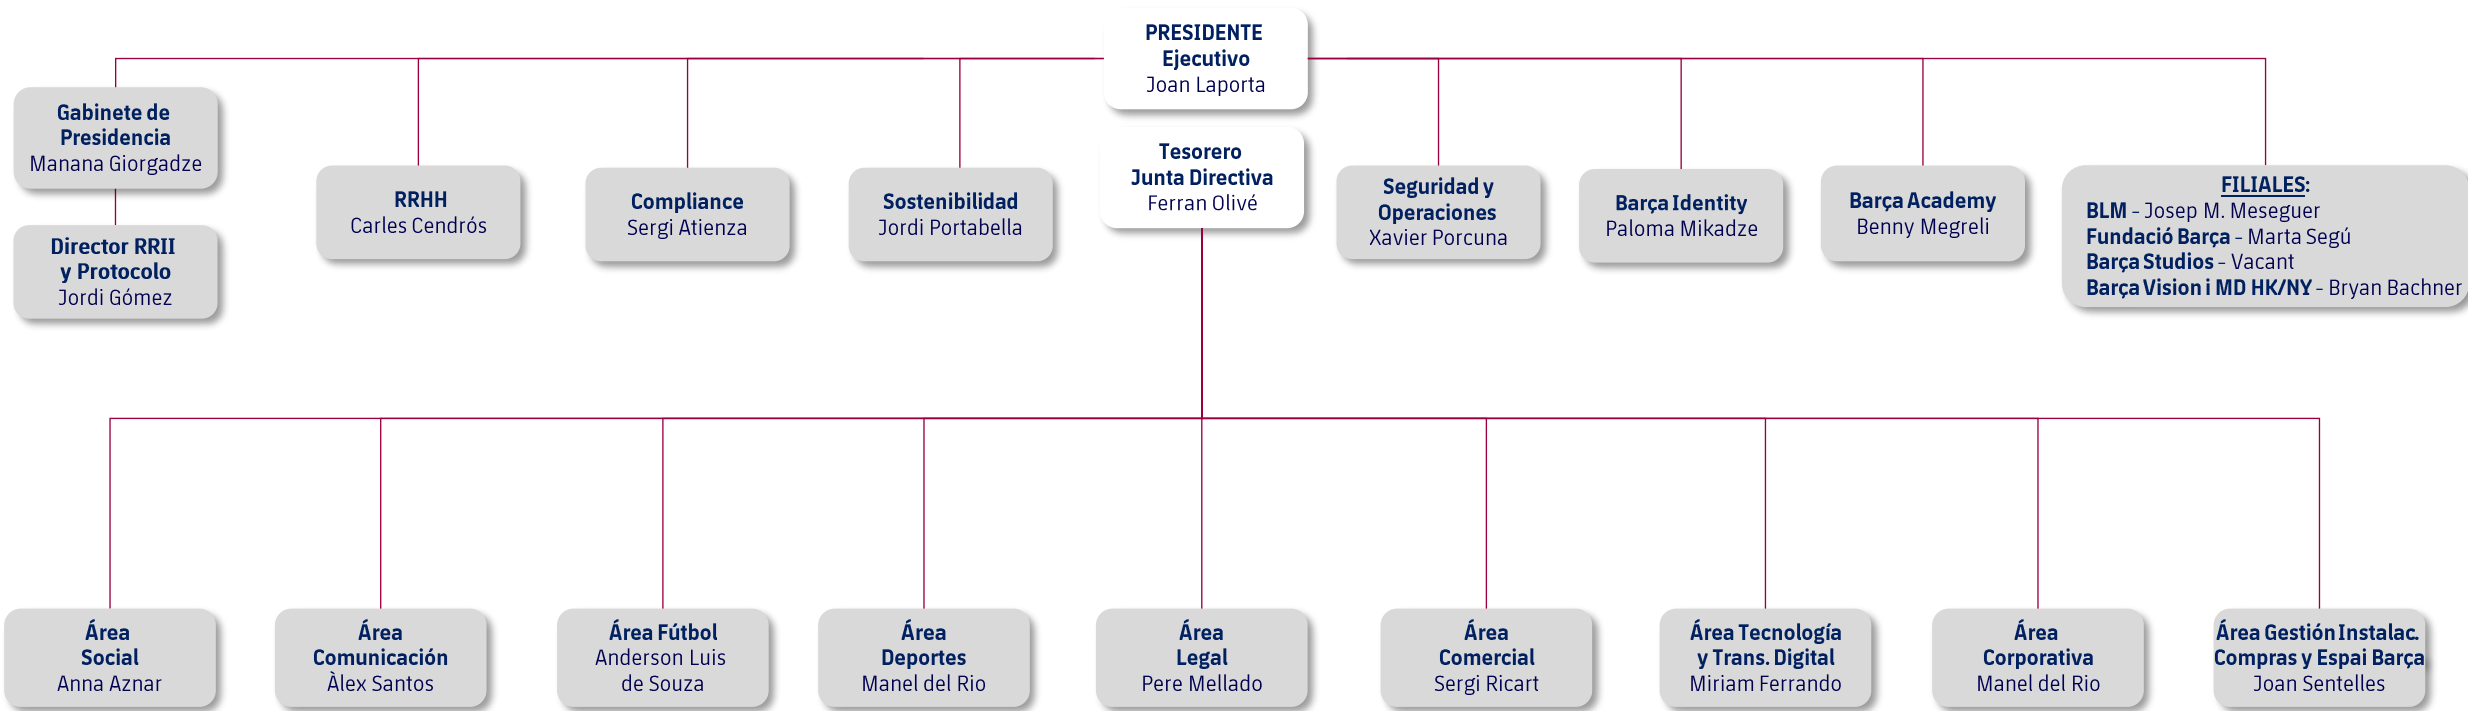 PRESIDENTE
Ejecutivo
Joan Laporta
Tesorero
Junta Directiva
Ferran Olivé
Gabinete de
Presidencia
Manana Giorgadze
Director RRII
y Protocolo
Jordi Gómez
RRHH
Carles Cendrós
Compliance
Sergi Atienza
Sostenibilidad
Jordi Portabella
Seguridad y
Operaciones
Xavier Porcuna
Barça Identity
Paloma Mikadze
Barça Academy
Benny Megreli
FILIALES:
BLM - Josep M. Meseguer
Fundació Barça - Marta Segú
Barça Studios - Vacant
Barça Vision i MD HK/NY - Bryan Bachner
Área
Social
Anna Aznar
Área
Comunicación
Àlex Santos
Área Fútbol
Anderson Luis
de Souza
Área
Deportes
Manel del Rio
Área
Legal
Pere Mellado
Área
Comercial
Sergi Ricart
Área Tecnología
y Trans. Digital
Miriam Ferrando
Área
Corporativa
Manel del Rio
Área Gestión Instalac.
Compras y Espai Barça
Joan Sentelles